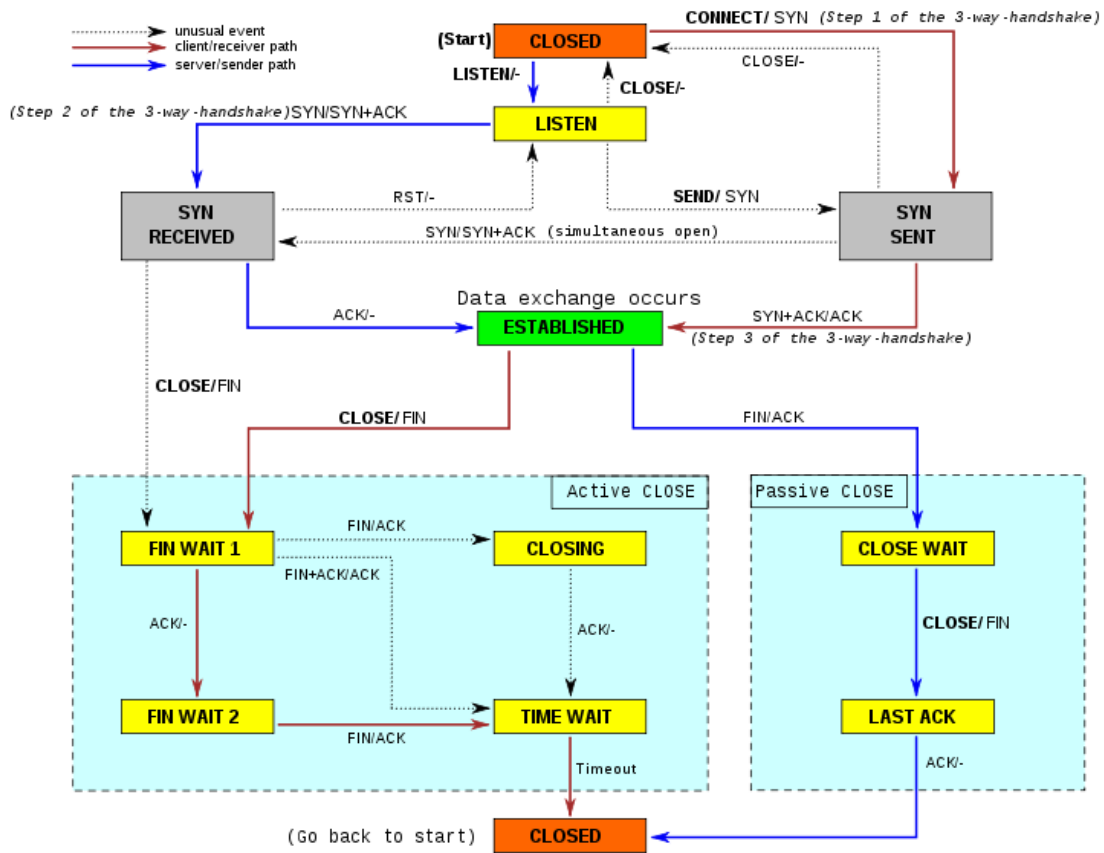 CONNECT/ SYN (Step 1 of the 3-way-handshake)
unusual event
client/receiver path
server/sender path
(Start)
CLOSED
CLOSE/-
LISTEN/-
CLOSE/-
(Step 2 of the 3-way-handshake)SYN/SYN+ACK
LISTEN
RST/-
SEND/ SYN
SYN
RECEIVED
SYN
SENT
SYN/SYN+ACK (simultaneous open)
Data exchange occurs
ACK/-
ESTABLISHED
SYN+ACK/ACK
(Step 3 of the 3-way-handshake)
CLOSE/FIN
CLOSE/ FIN
FIN/ACK
Active CLOSE
Passive CLOSE
FIN WAIT 1
FIN/ACK
CLOSING
CLOSE WAIT
FIN+ACK/ACK
ACK/-
ACK/-
CLOSE/ FIN
FIN WAIT 2
FIN/ACK
TIME WAIT
LAST ACK
Timeout
ACK/-
(Go back to start)
CLOSED